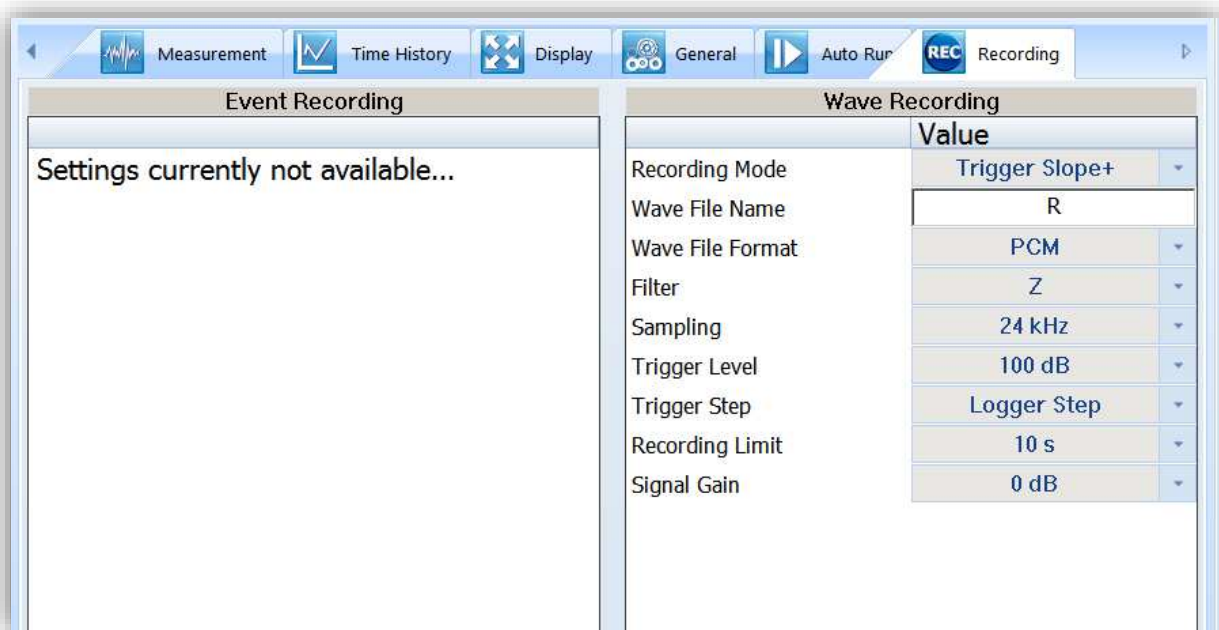 Measurement Time History Display General Auto Run REC Recording
Event Recording
Settings currently not available...
Wave Recording
Value
Recording Mode Trigger Slope+
Wave File Name R
Wave File Format PCM
Filter Z
Sampling 24 kHz
Trigger Level 100 dB
Trigger Step Logger Step
Recording Limit 10 s
Signal Gain 0 dB